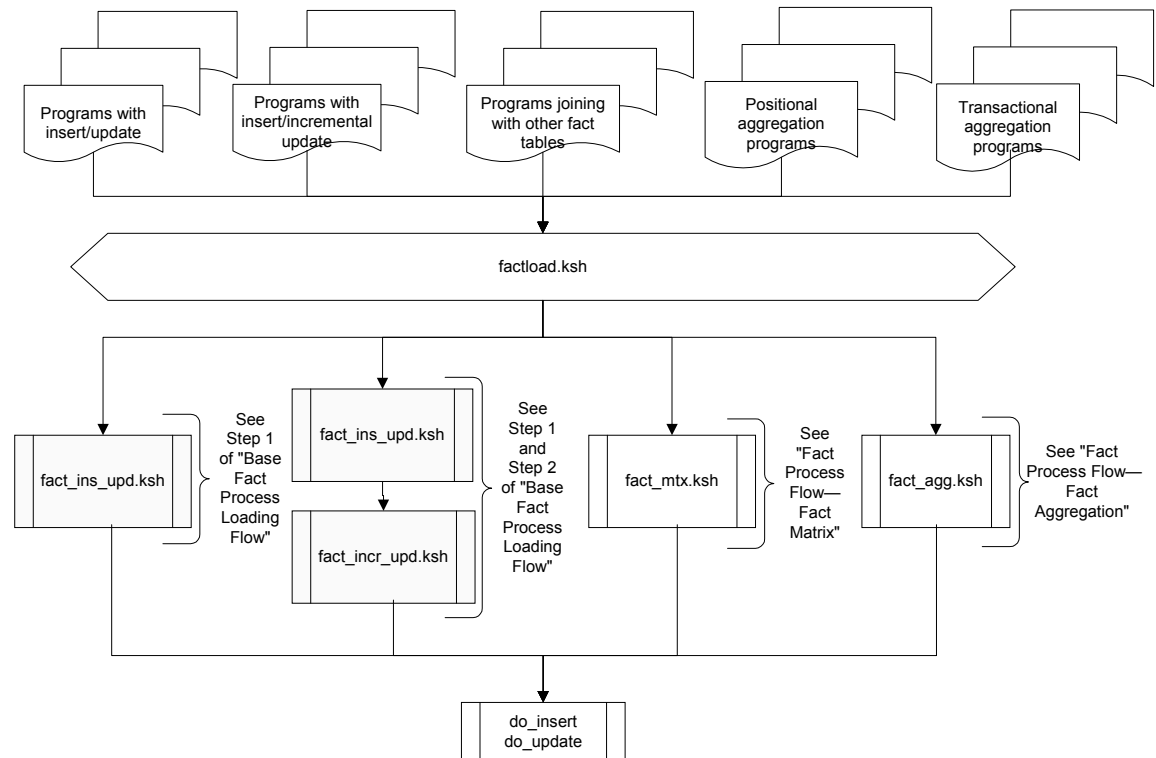 Programs with
insert/update
Programs with
insert/incremental
update
Programs joining
with other fact
tables
Positional
aggregation
programs
Transactional
aggregation
programs
factload.ksh
fact_ins_upd.ksh
See
Step 1
of "Base
Fact
Process
Loading
Flow"
fact_ins_upd.ksh
fact_incr_upd.ksh
See
Step 1
and
Step 2
of "Base
Fact
Process
Loading
Flow"
fact_mtx.ksh
See
"Fact
Process
Flow—
Fact
Matrix"
fact_agg.ksh
See "Fact
Process Flow—
Fact
Aggregation"
do_insert
do_update